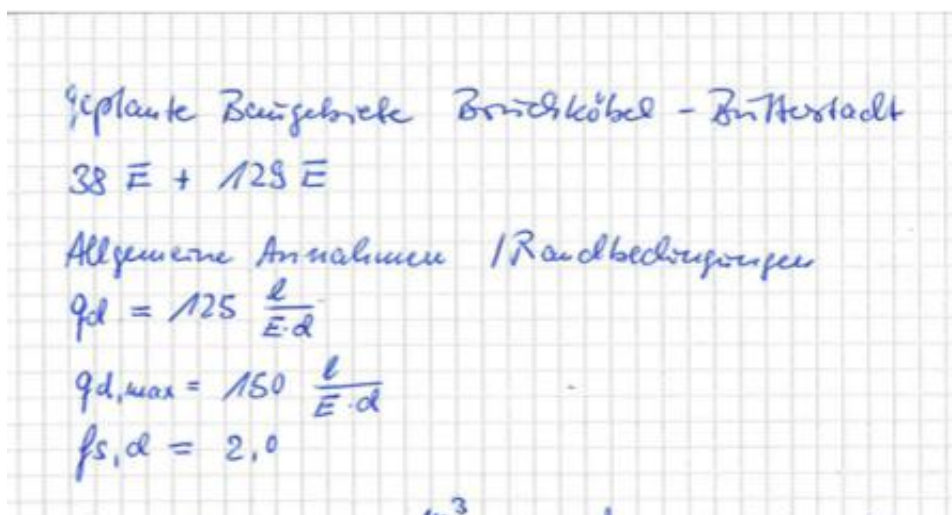 geplante Baugebiete Bruchköbel - Butterstadt
38 E + 129 E
Allgemeine Annahmen / Randbedingungen
qd = 125 l/E·d
qd,max = 150 l/E·d
fs,d = 2,0